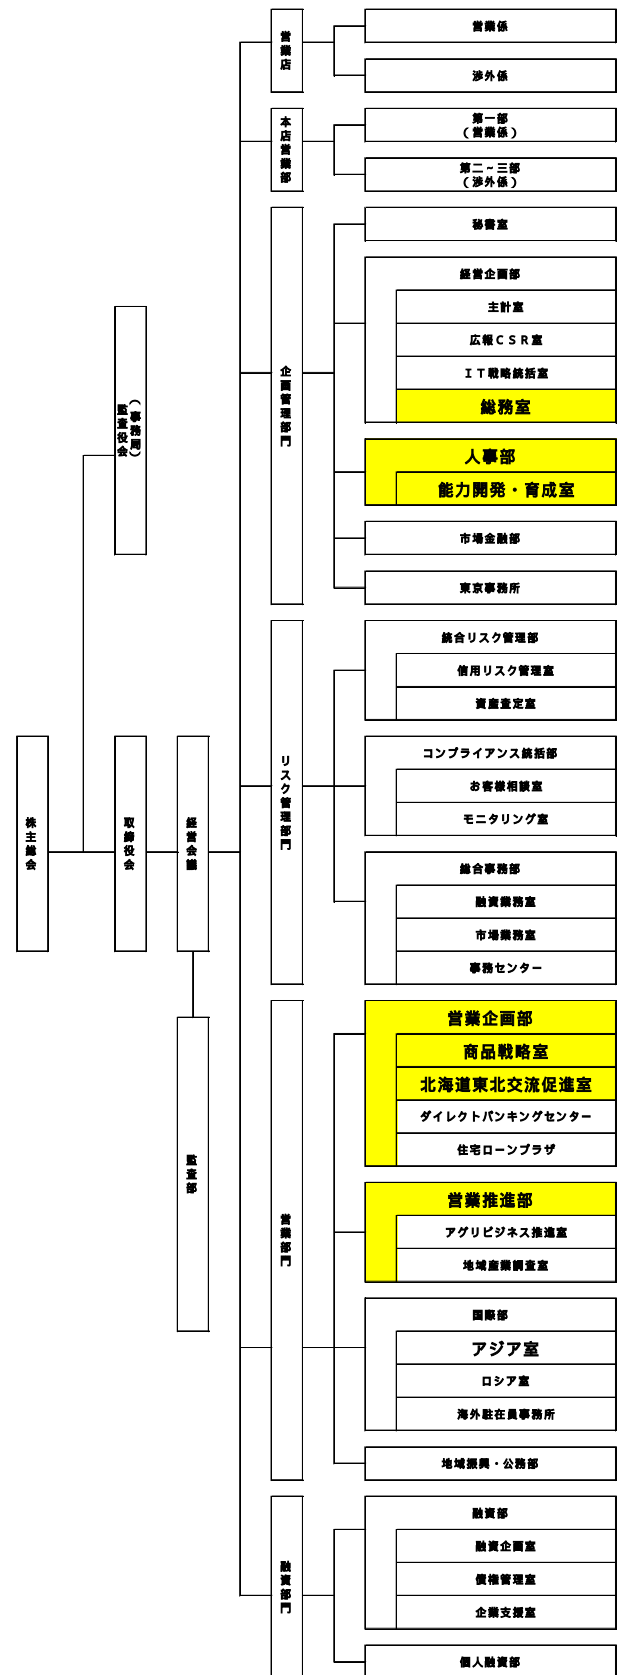 株主総会
監査役会
（事務局）
取締役会
経営会議
監査部
営業店
営業係
渉外係
本店営業部
第一部
（営業係）
第二～三部
（渉外係）
企画管理部門
秘書室
経営企画部
主計室
広報ＣＳＲ室
ＩＴ戦略統括室
総務室
人事部
能力開発・育成室
市場金融部
東京事務所
リスク管理部門
統合リスク管理部
信用リスク管理室
資産査定室
コンプライアンス統括部
お客様相談室
モニタリング室
総合事務部
融資業務室
市場業務室
事務センター
営業部門
営業企画部
商品戦略室
北海道東北交流促進室
ダイレクトバンキングセンター
住宅ローンプラザ
営業推進部
アグリビジネス推進室
地域産業調査室
国際部
アジア室
ロシア室
海外駐在員事務所
地域振興・公務部
融資部門
融資部
融資企画室
債権管理室
企業支援室
個人融資部